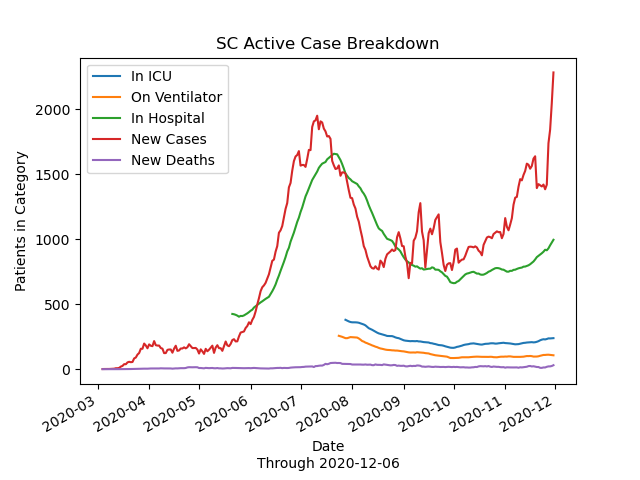 SC Active Case Breakdown
In ICU
On Ventilator
In Hospital
New Cases
New Deaths
Patients in Category
2000
1500
1000
500
0
2020-03
2020-04
2020-05
2020-06
2020-07
2020-08
2020-09
2020-10
2020-11
2020-12
Date
Through 2020-12-06